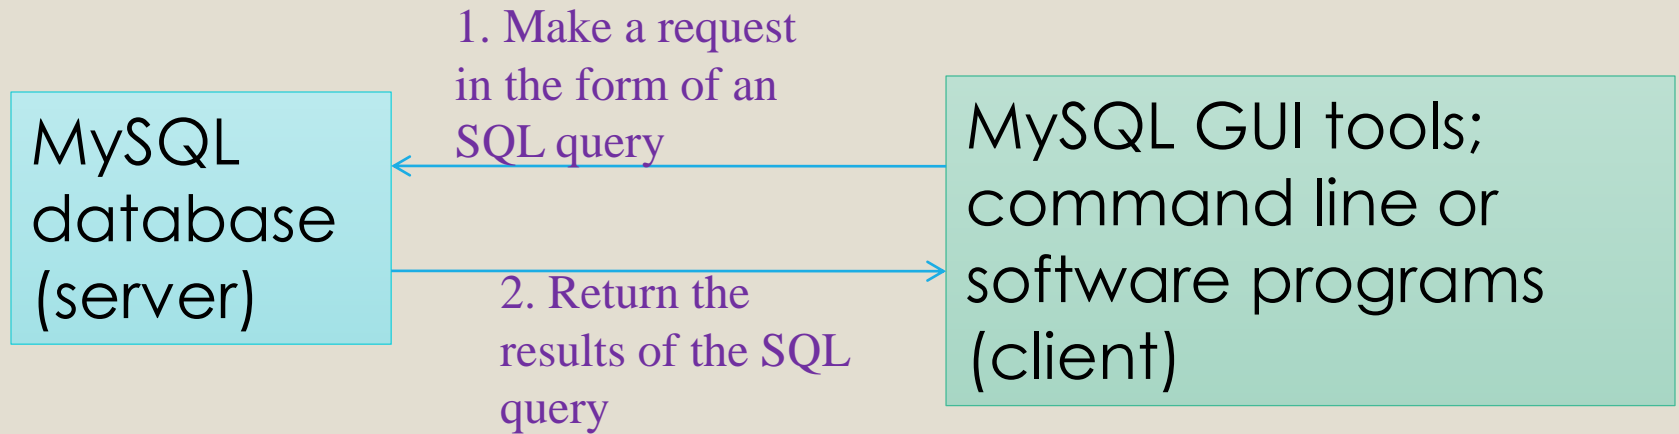 1. Make a request
in the form of an
SQL query
MySQL
database
(server)
MySQL GUI tools;
command line or
software programs
(client)
2. Return the
results of the SQL
query